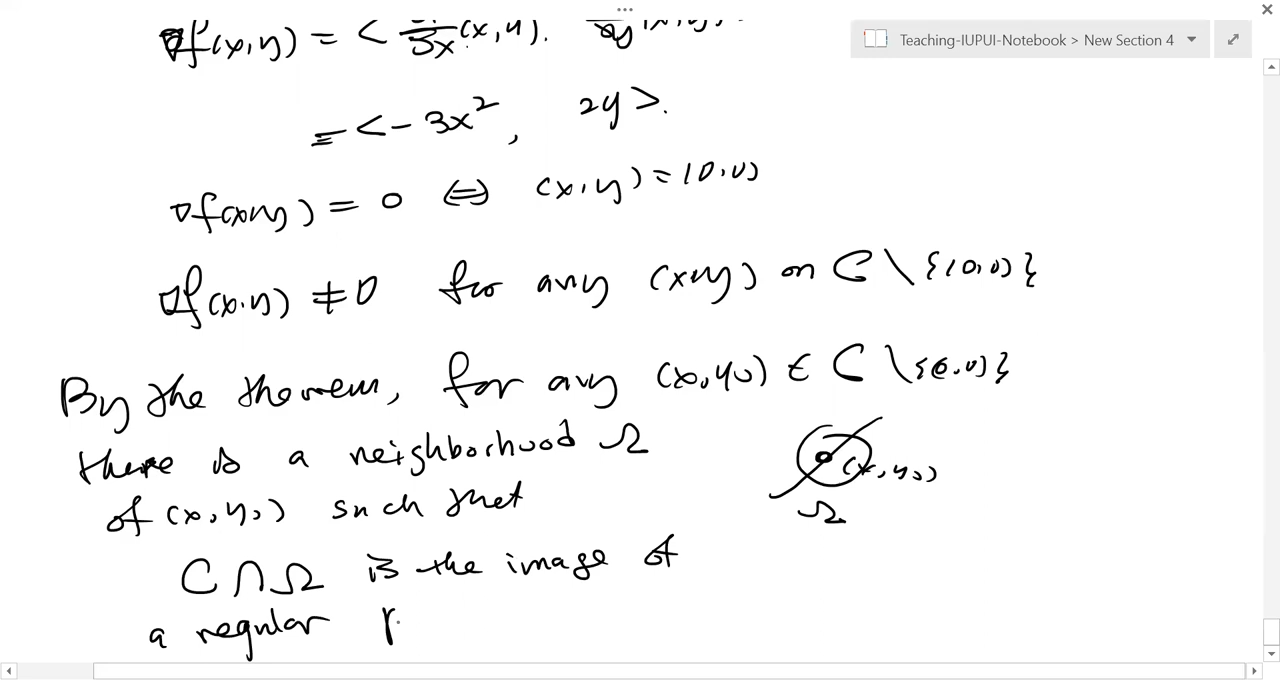 Teaching-IUPUI-Notebook > New Section 4
∇f(x,y) = < ∂f/∂x (x,y). ∂f/∂y (x,y).
= < -3x², 2y >.
∇f(x,y) = 0 ⇔ (x,y) = (0,0)
∇f(x,y) ≠ 0 for any (x,y) on C \ {(0,0)}
By the theorem, for any (x₀,y₀) ∈ C \ {(0,0)}
there is a neighborhood Ω
of (x₀,y₀) such that
(x₀,y₀)
Ω
C ∩ Ω is the image of
a regular